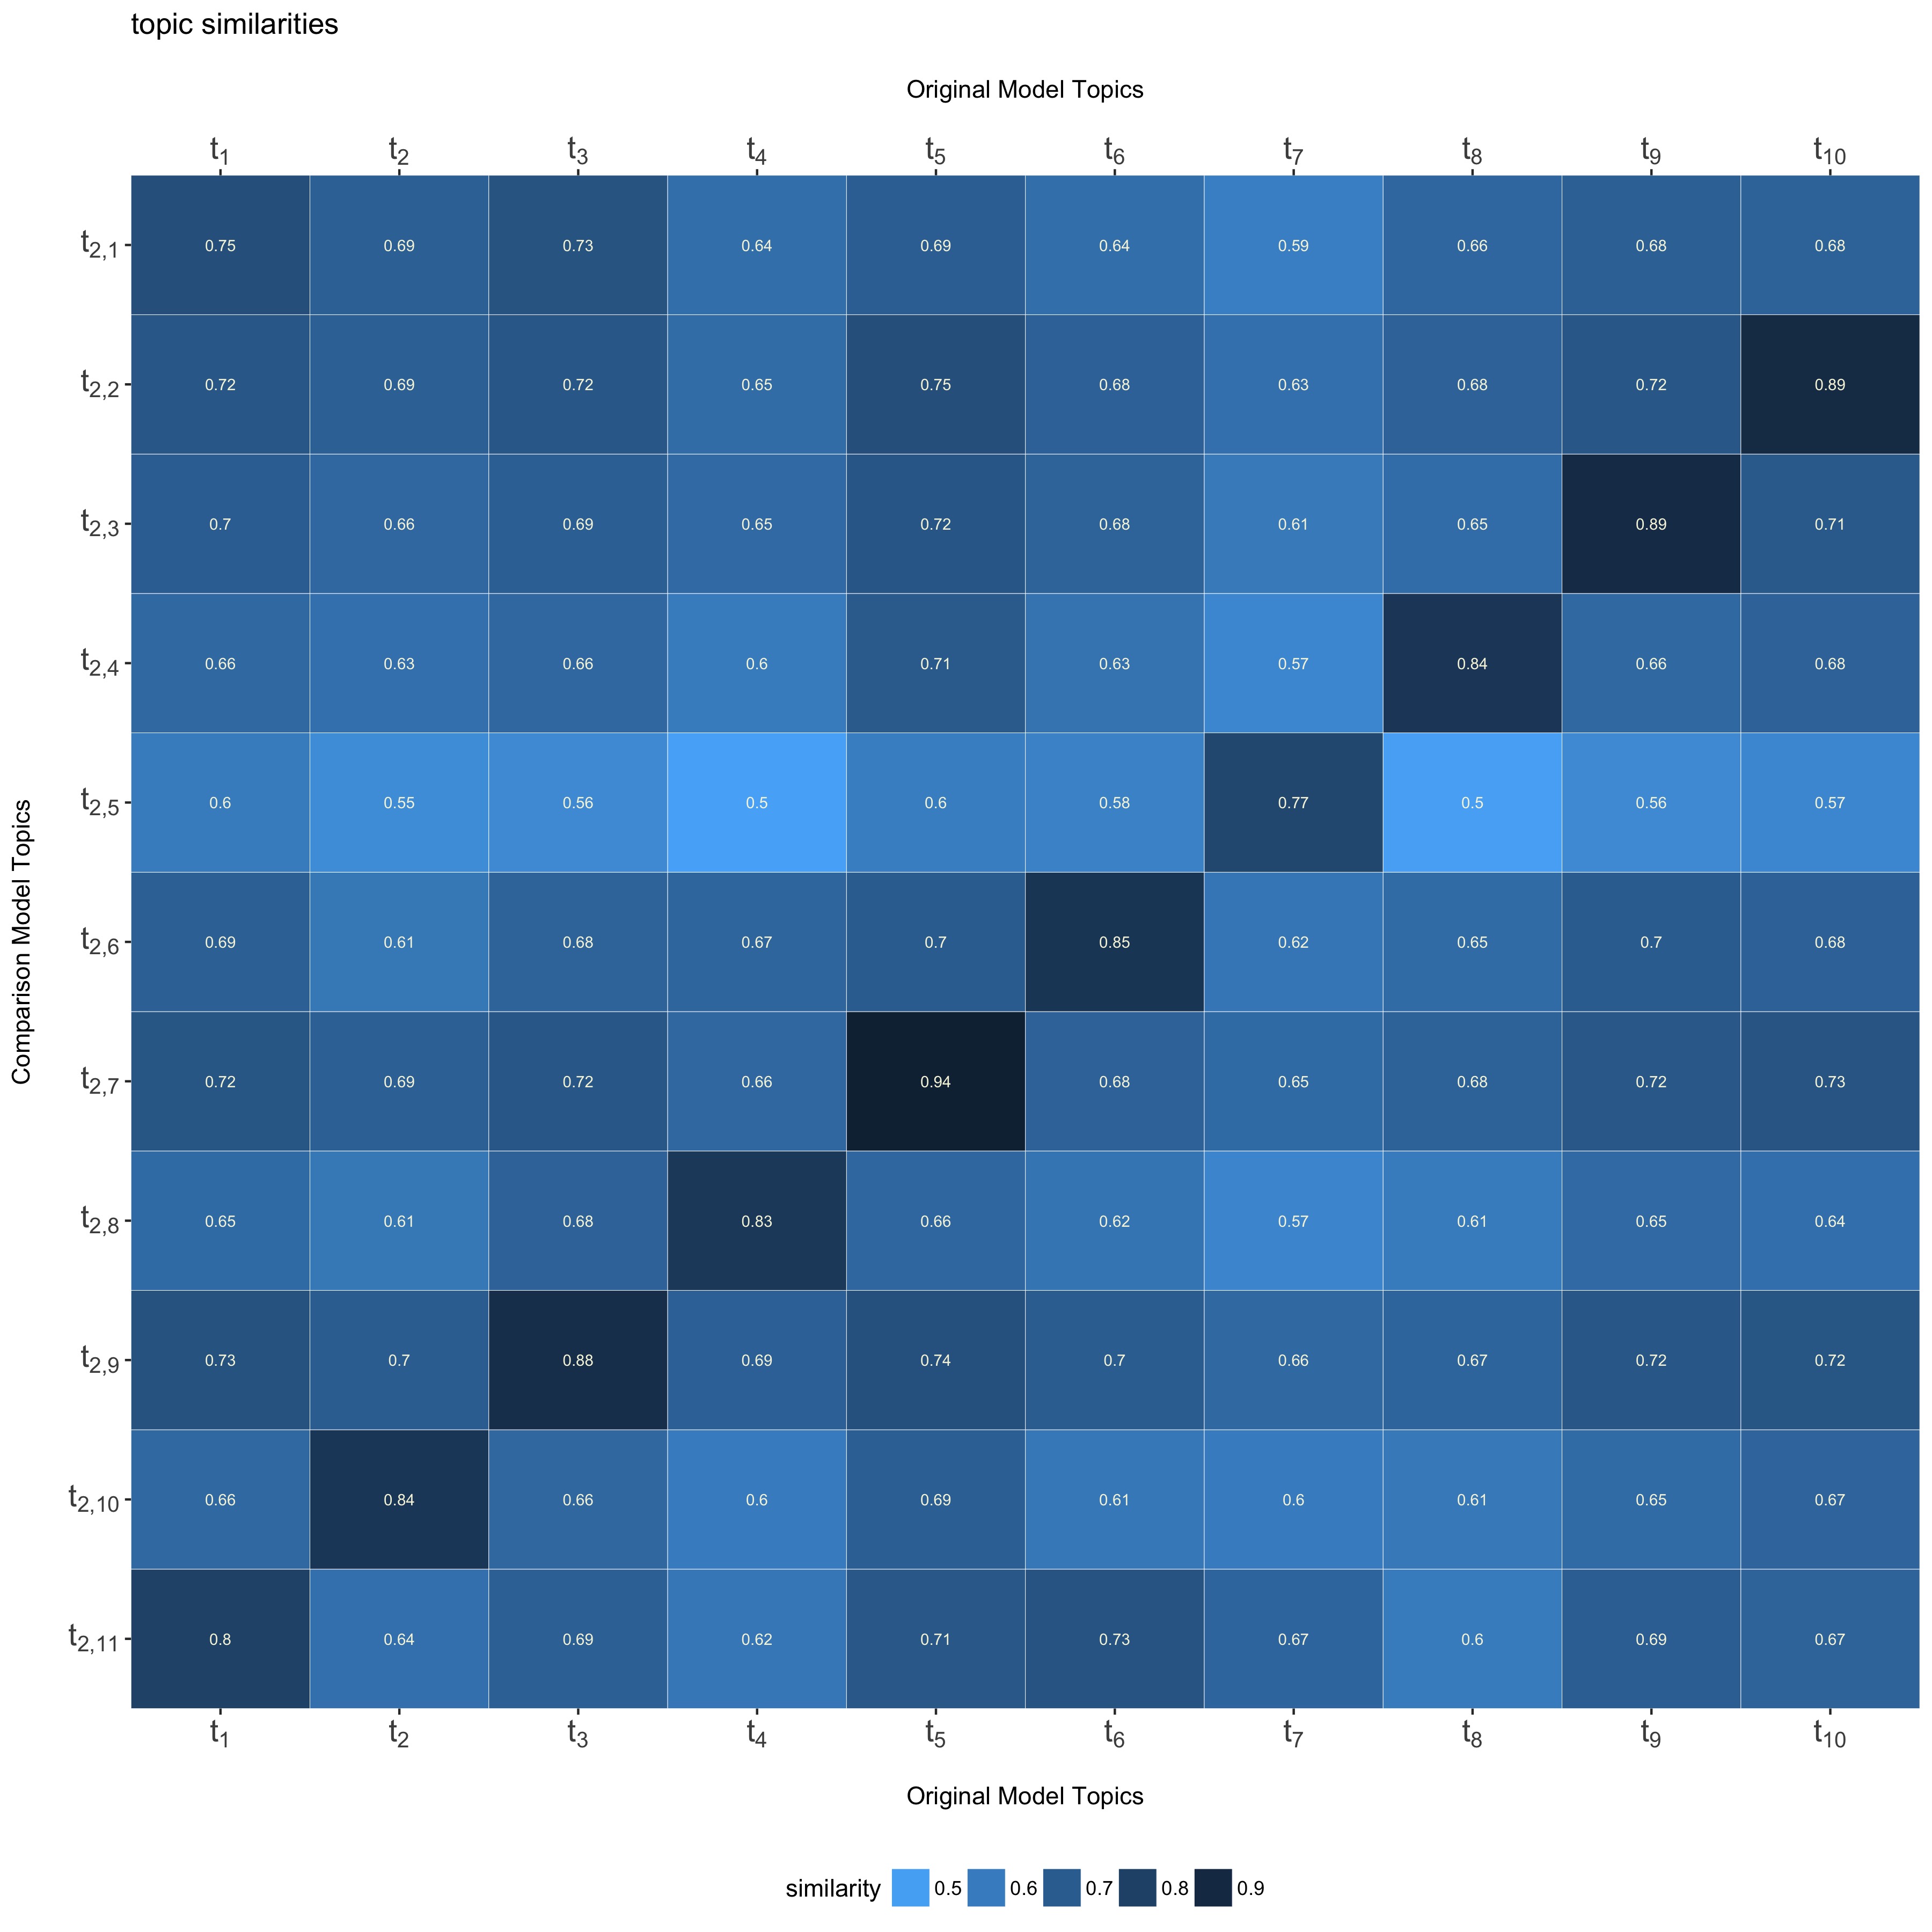 topic similarities
Original Model Topics
t1 t2 t3 t4 t5 t6 t7 t8 t9 t10
t2,1 0.75 0.69 0.73 0.64 0.69 0.64 0.59 0.66 0.68 0.68
t2,2 0.72 0.69 0.72 0.65 0.75 0.68 0.63 0.68 0.72 0.89
t2,3 0.7 0.66 0.69 0.65 0.72 0.68 0.61 0.65 0.89 0.71
t2,4 0.66 0.63 0.66 0.6 0.71 0.63 0.57 0.84 0.66 0.68
t2,5 0.6 0.55 0.56 0.5 0.6 0.58 0.77 0.5 0.56 0.57
Comparison Model Topics
t2,6 0.69 0.61 0.68 0.67 0.7 0.85 0.62 0.65 0.7 0.68
t2,7 0.72 0.69 0.72 0.66 0.94 0.68 0.65 0.68 0.72 0.73
t2,8 0.65 0.61 0.68 0.83 0.66 0.62 0.57 0.61 0.65 0.64
t2,9 0.73 0.7 0.88 0.69 0.74 0.7 0.66 0.67 0.72 0.72
t2,10 0.66 0.84 0.66 0.6 0.69 0.61 0.6 0.61 0.65 0.67
t2,11 0.8 0.64 0.69 0.62 0.71 0.73 0.67 0.6 0.69 0.67
t1 t2 t3 t4 t5 t6 t7 t8 t9 t10
Original Model Topics
similarity 0.5 0.6 0.7 0.8 0.9